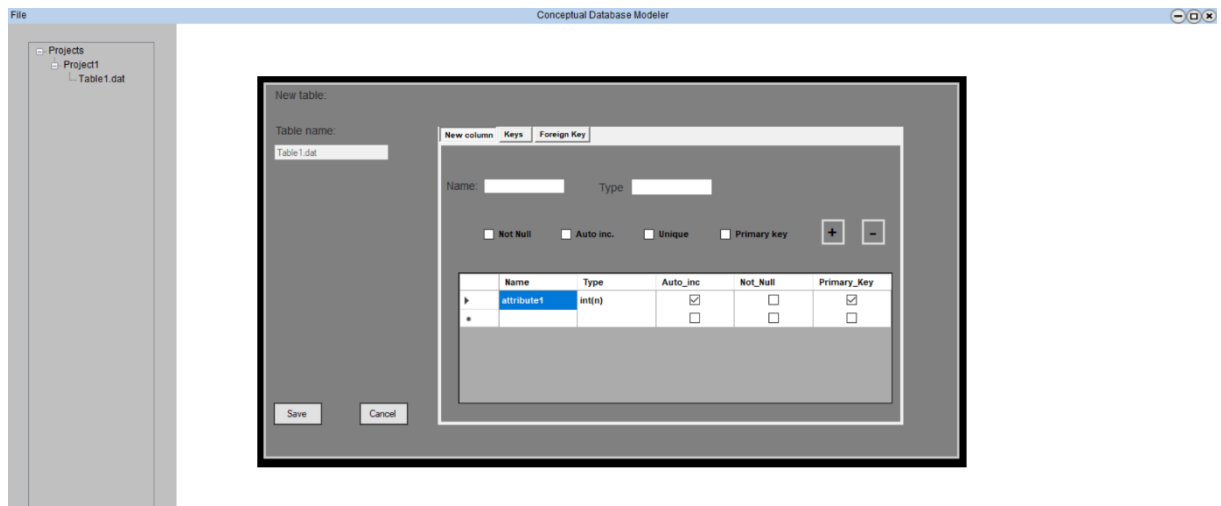 File Conceptual Database Modeler
Projects
Project1
Table1.dat
New table:
Table name:
Table1.dat
New column Keys Foreign Key
Name: Type
Not Null Auto inc. Unique Primary key + -
Name Type Auto_inc Not_Null Primary_Key
attribute1 int(n)
Save Cancel